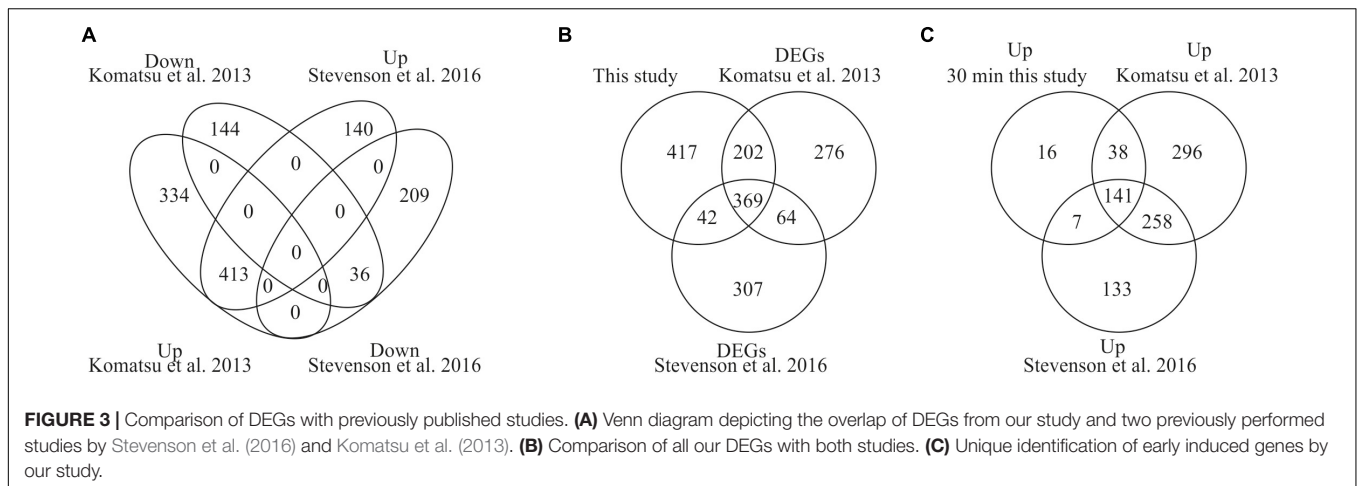 A
Down
Komatsu et al. 2013
Up
Stevenson et al. 2016
144
140
0
0
0
334
209
0
0
0
413
36
0
0
0
Up
Komatsu et al. 2013
Down
Stevenson et al. 2016
B
This study
DEGs
Komatsu et al. 2013
417
202
276
369
42
64
307
DEGs
Stevenson et al. 2016
C
Up
30 min this study
Up
Komatsu et al. 2013
16
38
296
141
7
258
133
Up
Stevenson et al. 2016
FIGURE 3 | Comparison of DEGs with previously published studies. (A) Venn diagram depicting the overlap of DEGs from our study and two previously performed
studies by Stevenson et al. (2016) and Komatsu et al. (2013). (B) Comparison of all our DEGs with both studies. (C) Unique identification of early induced genes by
our study.